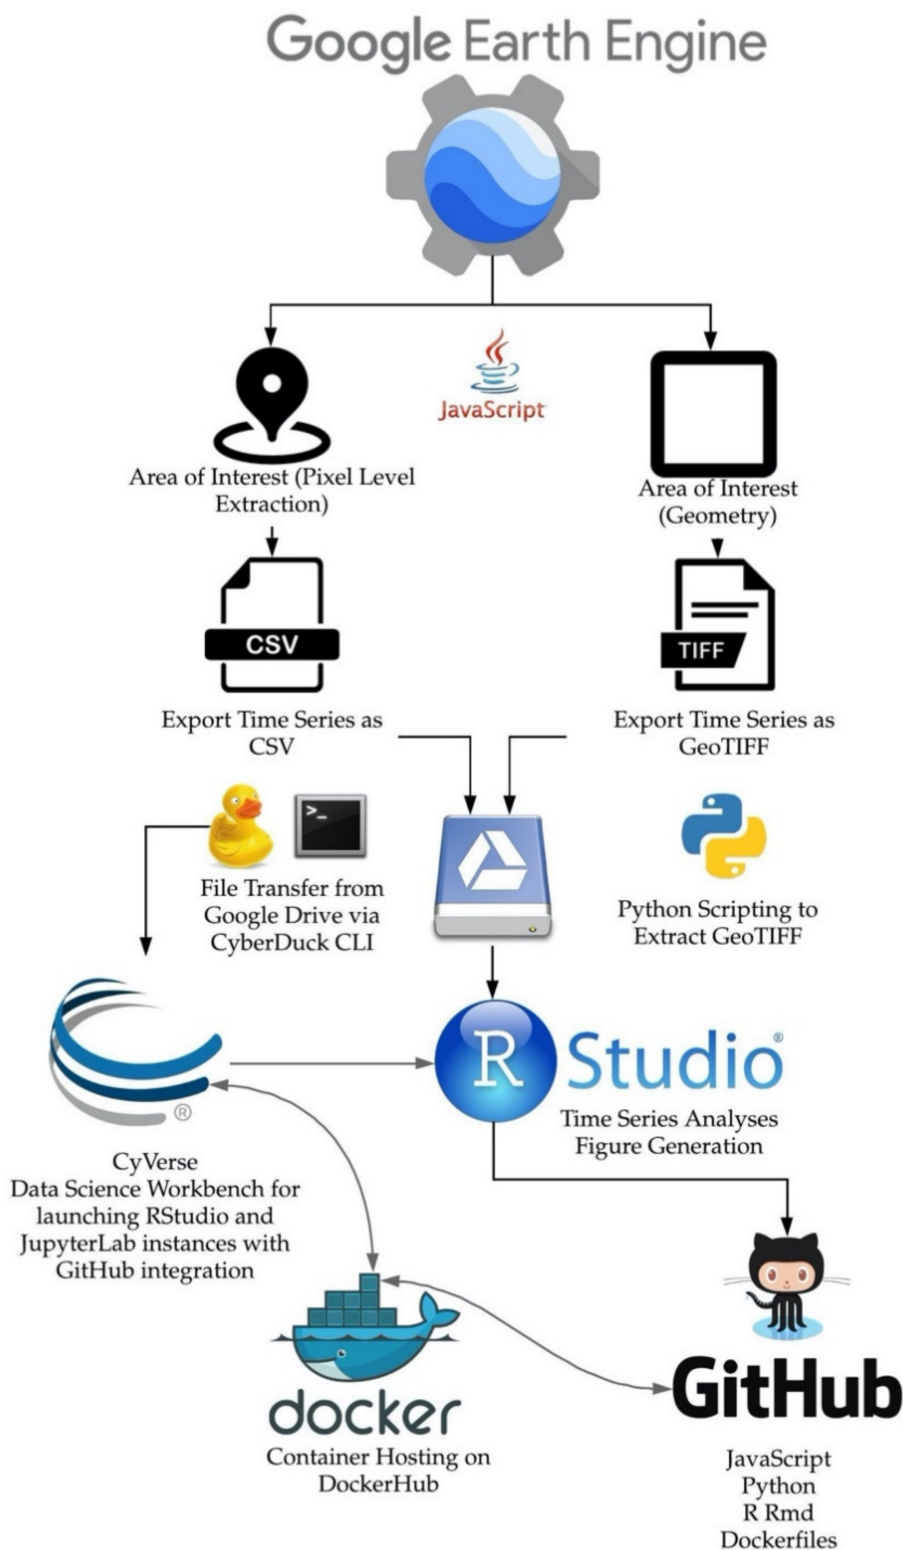 Google Earth Engine
JavaScript
Area of Interest (Pixel Level
Extraction)
Area of Interest
(Geometry)
CSV
TIFF
Export Time Series as
CSV
Export Time Series as
GeoTIFF
>_
File Transfer from
Google Drive via
CyberDuck CLI
Python Scripting to
Extract GeoTIFF
®
R Studio®
Time Series Analyses
Figure Generation
CyVerse
Data Science Workbench for
launching RStudio and
JupyterLab instances with
GitHub integration
docker
Container Hosting on
DockerHub
GitHub
JavaScript
Python
R Rmd
Dockerfiles